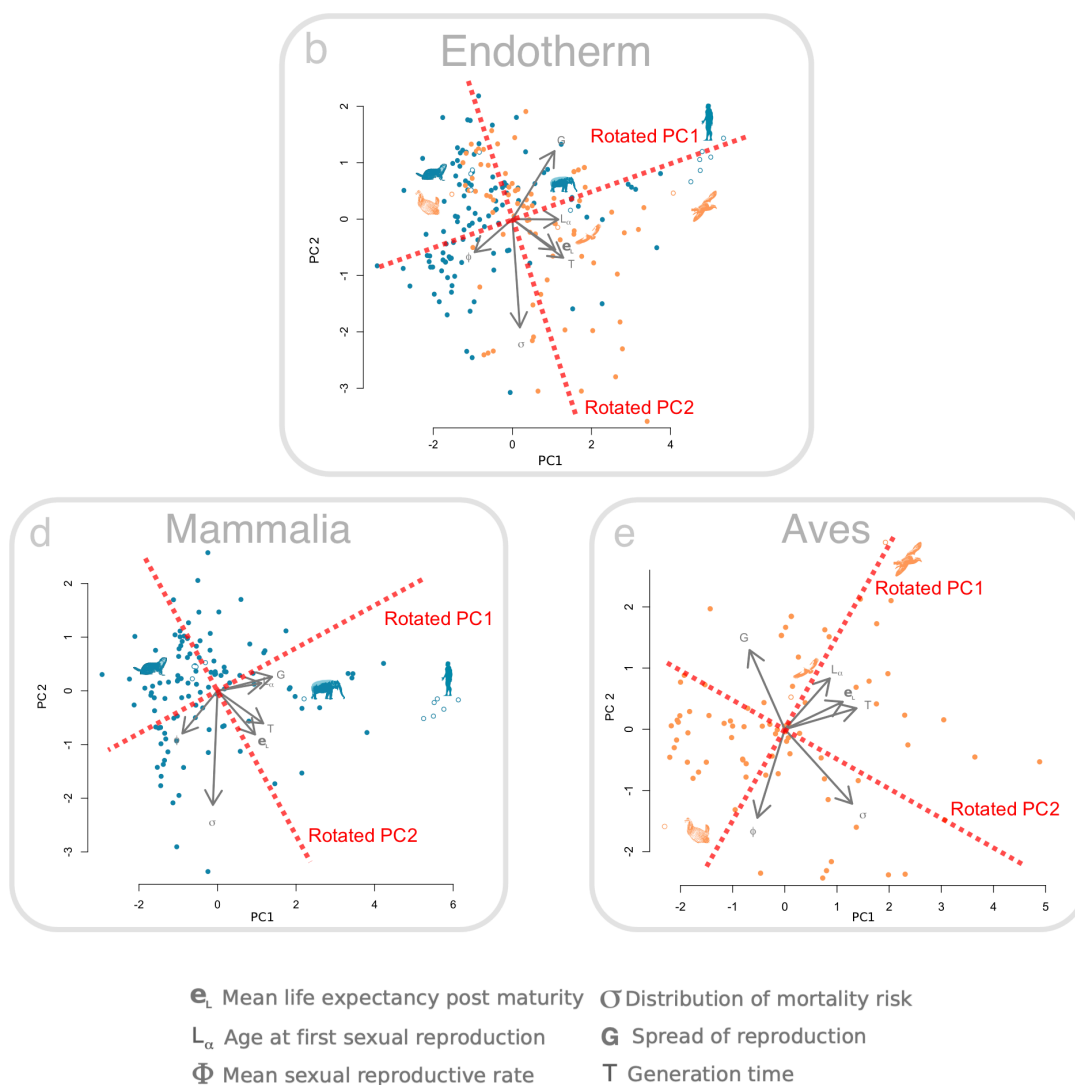 b
Endotherm
PC 2
2
1
0
-1
-2
-3
Rotated PC1
G
Lα
eL
T
Φ
σ
Rotated PC2
-2 0 2 4
PC1
d
Mammalia
PC2
2
1
0
-1
-2
-3
Rotated PC1
G
Lα
T
eL
σ
Rotated PC2
-2 0 2 4 6
PC1
e
Aves
PC 2
2
1
0
-1
-2
Rotated PC1
G
Lα
eL
T
Rotated PC2
σ
ϕ
-2 -1 0 1 2 3 4 5
PC1
eL Mean life expectancy post maturity
σ Distribution of mortality risk
Lα Age at first sexual reproduction
G Spread of reproduction
Φ Mean sexual reproductive rate
T Generation time